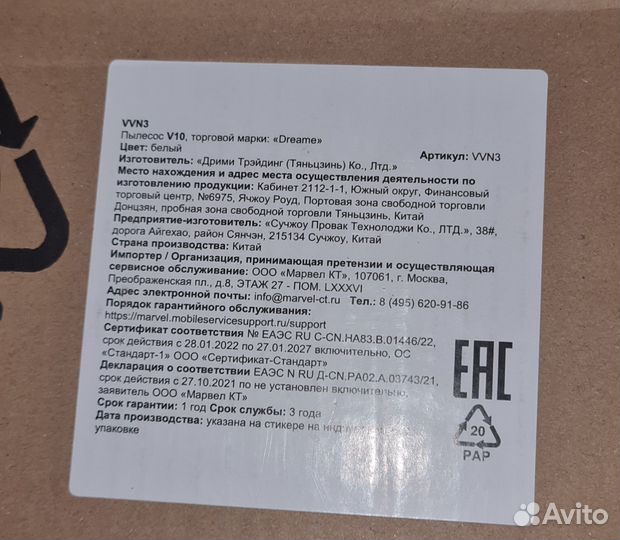 VVN3
Пылесос V10, торговой марки: «Dreame»
Цвет: белый Артикул: VVN3
Изготовитель: «Дрими Трэйдинг (Тяньцзинь) Ко., Лтд.»
Место нахождения и адрес места осуществления деятельности по
изготовлению продукции: Кабинет 2112-1-1, Южный округ, Финансовый
торговый центр, №6975, Ячжоу Роуд, Портовая зона свободной торговли
Донцзян, пробная зона свободной торговли Тяньцзинь, Китай
Предприятие-изготовитель: «Сучжоу Провак Технолоджи Ко., ЛТД.», 38#,
дорога Айгехао, район Сянчэн, 215134 Сучжоу, Китай
Страна производства: Китай
Импортер / Организация, принимающая претензии и осуществляющая
сервисное обслуживание: ООО «Марвел КТ», 107061, г. Москва,
Преображенская пл., д.8, ЭТАЖ 27 - ПОМ. LXXXVI
Адрес электронной почты: info@marvel-ct.ru Тел.: 8 (495) 620-91-86
Порядок гарантийного обслуживания:
https://marvel.mobileservicesupport.ru/support
Сертификат соответствия № ЕАЭС RU С-CN.НА83.В.01446/22,
срок действия с 28.01.2022 по 27.01.2027 включительно, ОС
«Стандарт-1» ООО «Сертификат-Стандарт»
Декларация о соответствии ЕАЭС N RU Д-CN.РА02.А.03743/21,
срок действия с 27.10.2021 по не установлен включительно,
заявитель ООО «Марвел КТ»
Срок гарантии: 1 год Срок службы: 3 года
Дата производства: указана на стикере на
упаковке
EAC
20
PAP
Avito